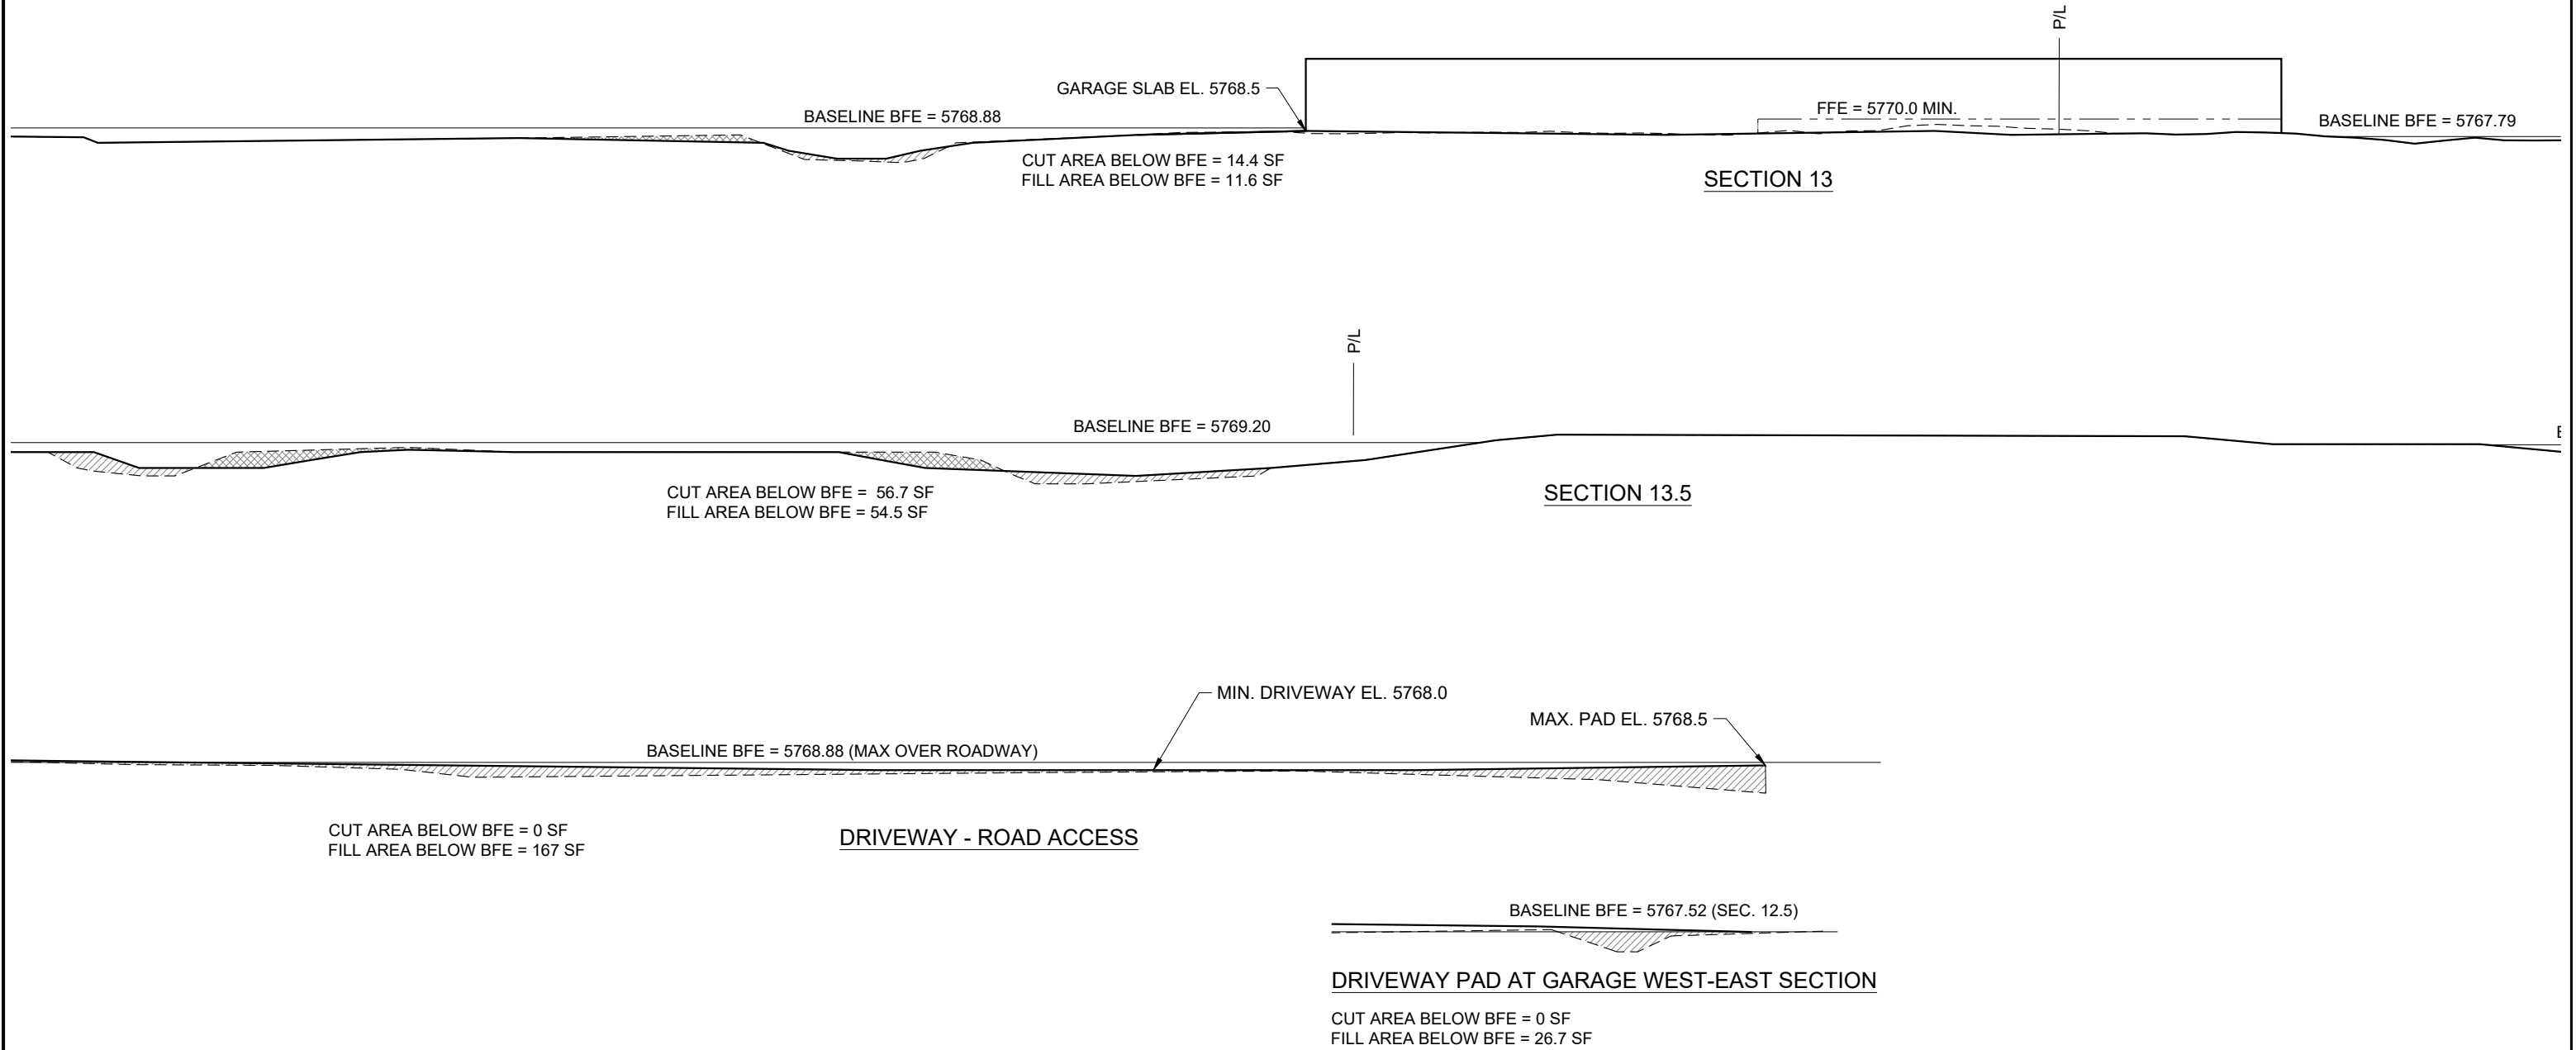 P/L
GARAGE SLAB EL. 5768.5
BASELINE BFE = 5768.88
FFE = 5770.0 MIN.
BASELINE BFE = 5767.79
CUT AREA BELOW BFE = 14.4 SF
FILL AREA BELOW BFE = 11.6 SF
SECTION 13
P/L
BASELINE BFE = 5769.20
CUT AREA BELOW BFE = 56.7 SF
FILL AREA BELOW BFE = 54.5 SF
SECTION 13.5
MIN. DRIVEWAY EL. 5768.0
MAX. PAD EL. 5768.5
BASELINE BFE = 5768.88 (MAX OVER ROADWAY)
CUT AREA BELOW BFE = 0 SF
FILL AREA BELOW BFE = 167 SF
DRIVEWAY - ROAD ACCESS
BASELINE BFE = 5767.52 (SEC. 12.5)
DRIVEWAY PAD AT GARAGE WEST-EAST SECTION
CUT AREA BELOW BFE = 0 SF
FILL AREA BELOW BFE = 26.7 SF